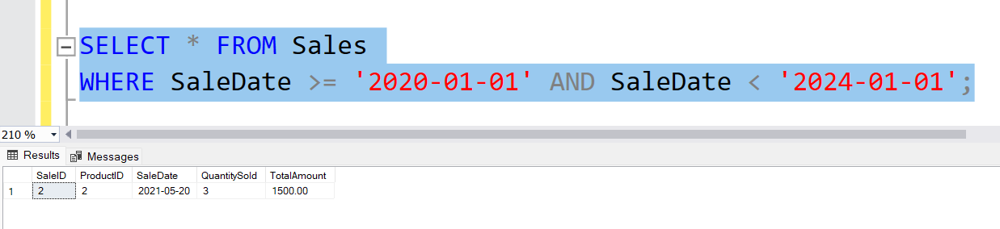 SELECT * FROM Sales
WHERE SaleDate >= '2020-01-01' AND SaleDate < '2024-01-01';
210 %
Results Messages
SaleID ProductID SaleDate QuantitySold TotalAmount
1 2 2 2021-05-20 3 1500.00